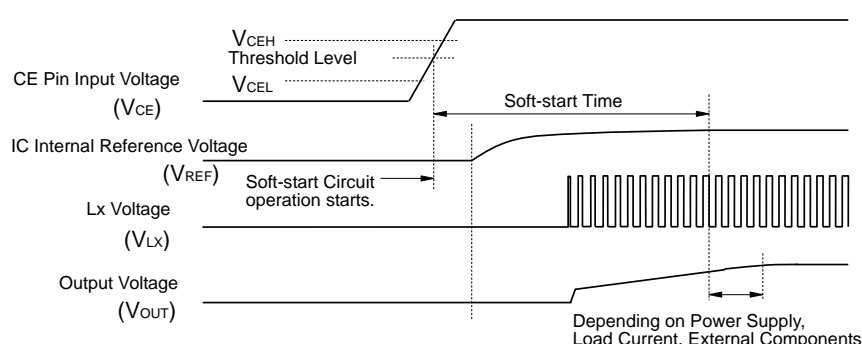 VCEH
Threshold Level
VCEL
CE Pin Input Voltage
(VCE)
Soft-start Time
IC Internal Reference Voltage
(VREF)
Soft-start Circuit
operation starts.
Lx Voltage
(VLX)
Output Voltage
(VOUT)
Depending on Power Supply,
Load Current, External Components